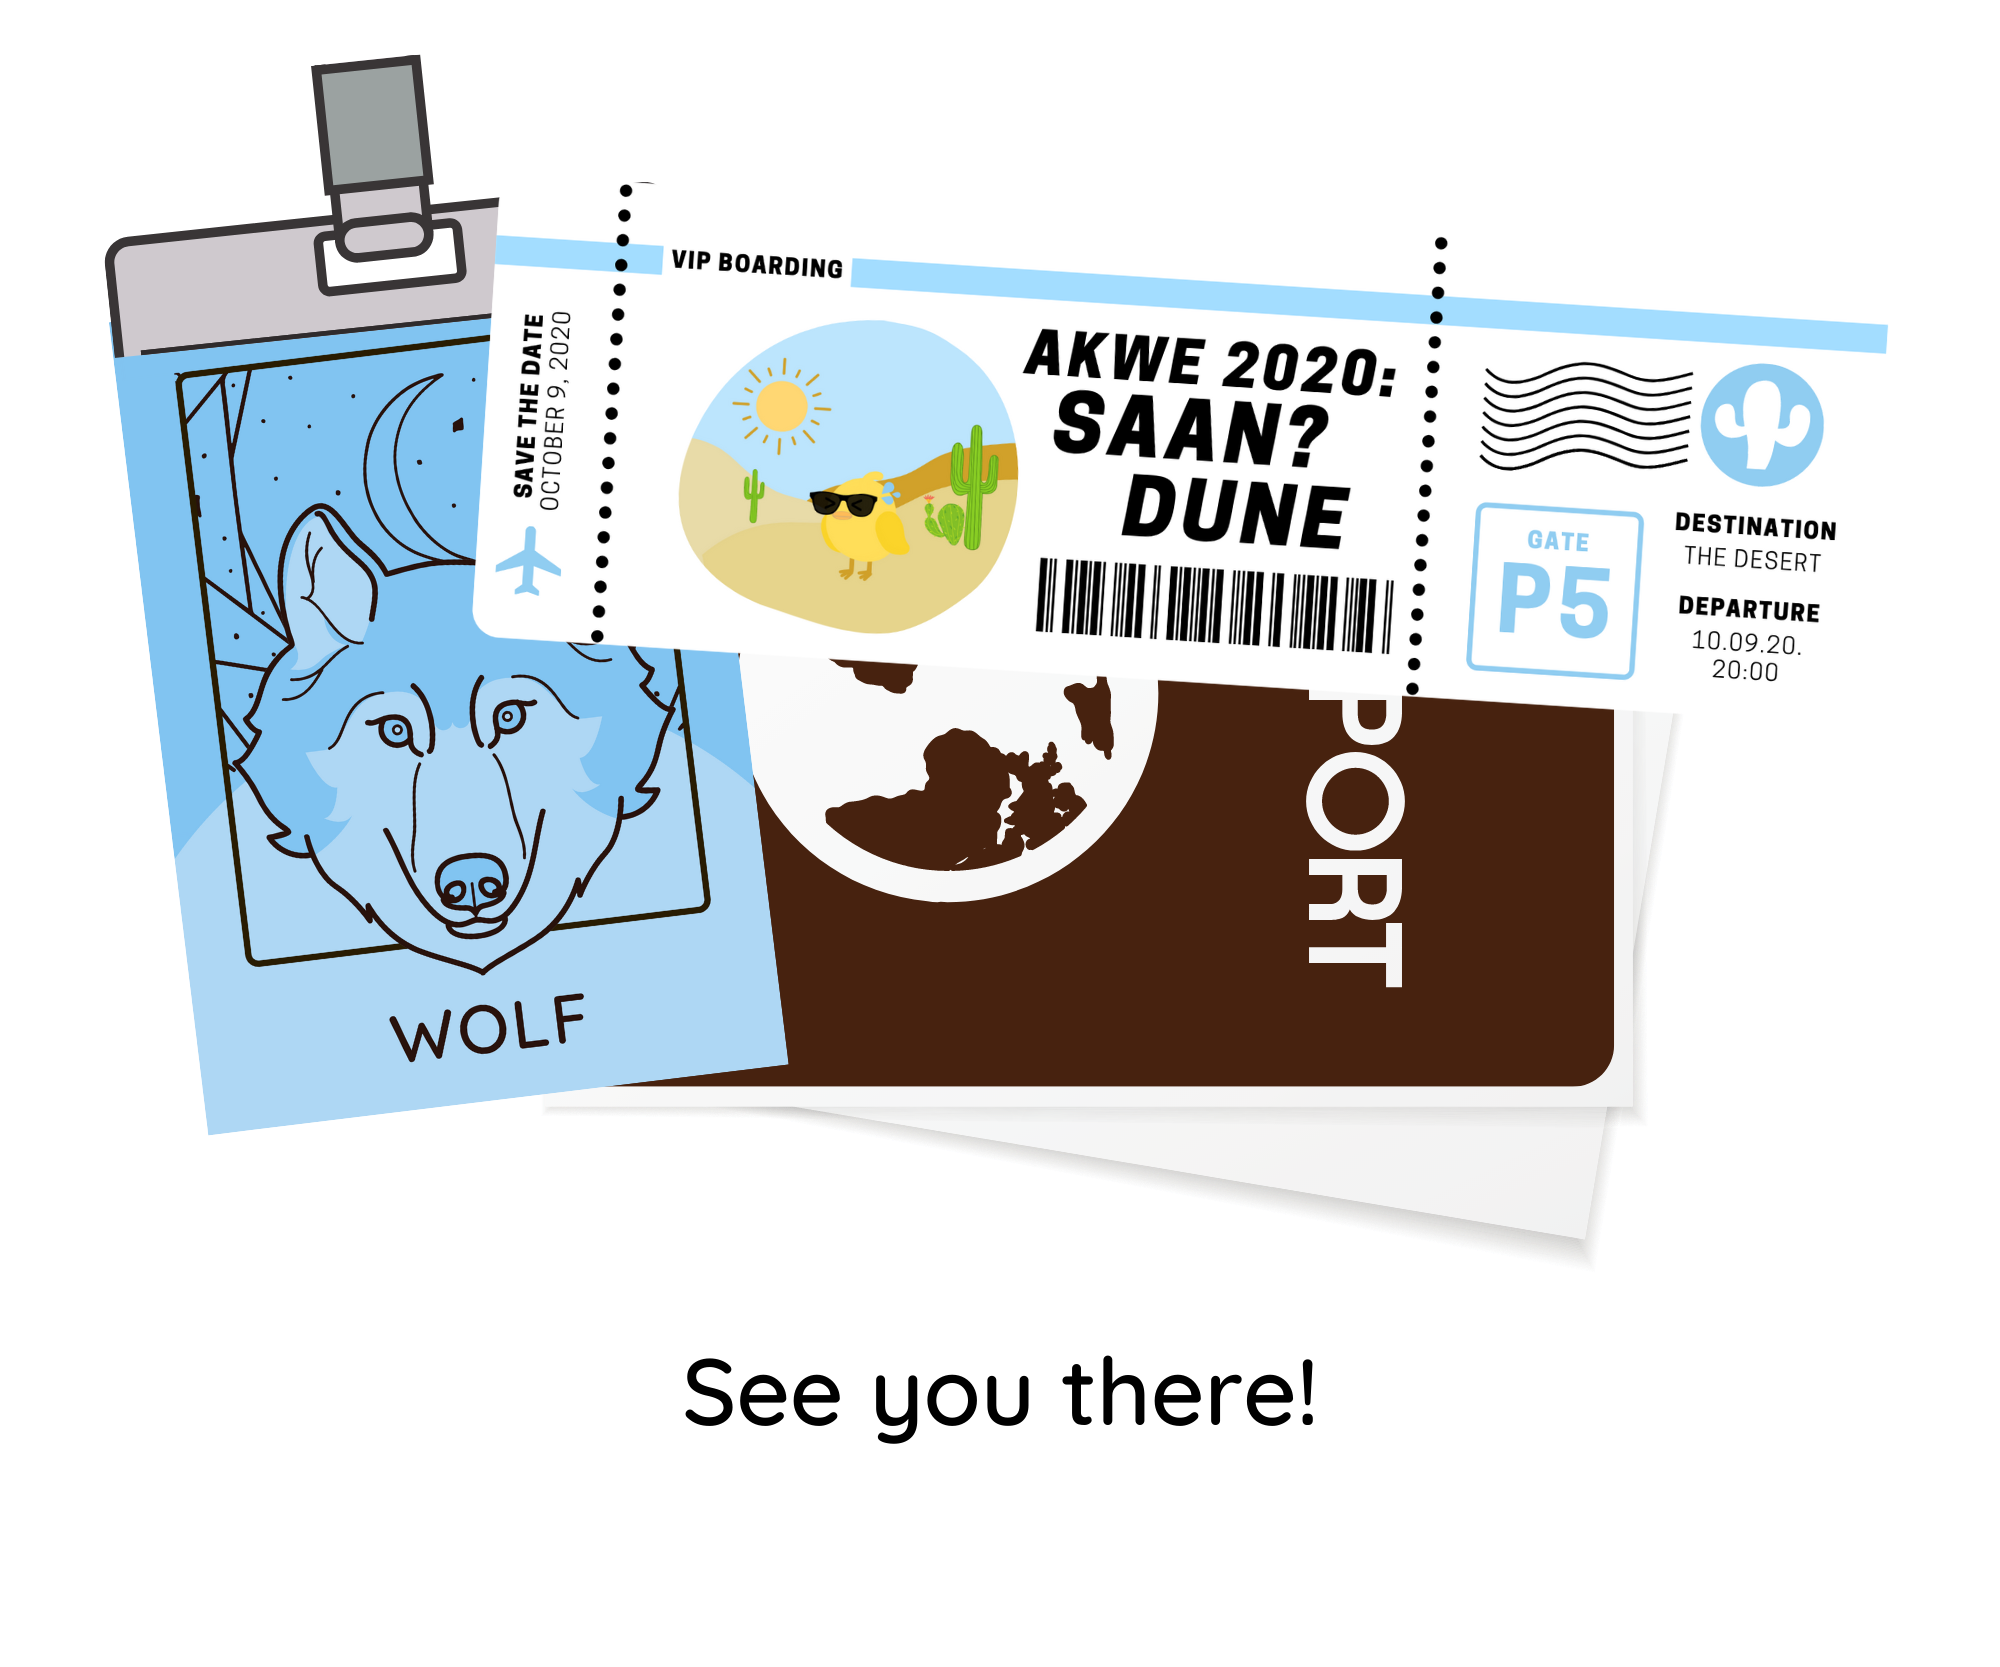 VIP BOARDING
SAVE THE DATE
OCTOBER 9, 2020
AKWE 2020:
SAAN?
DUNE
GATE
P5
DESTINATION
THE DESERT
DEPARTURE
10.09.20.
20:00
PORT
WOLF
See you there!